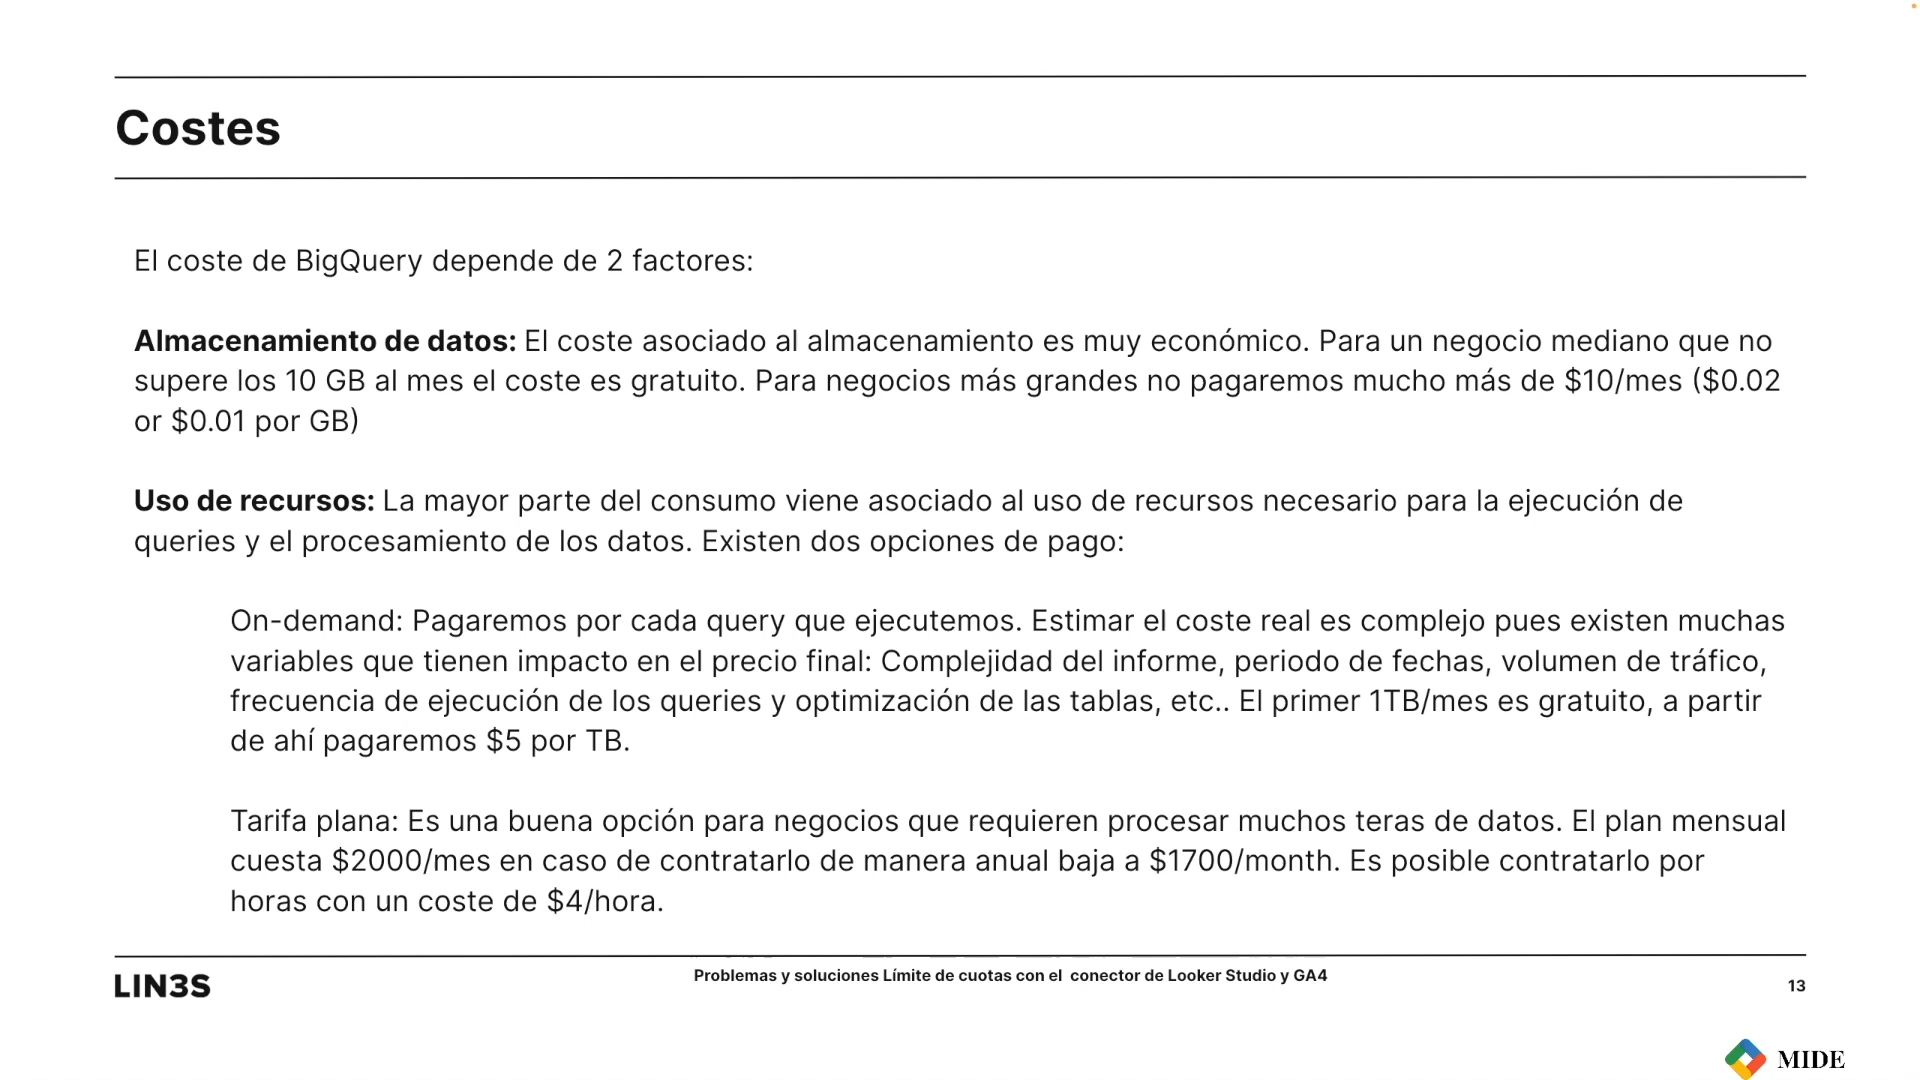 Costes
El coste de BigQuery depende de 2 factores:
Almacenamiento de datos: El coste asociado al almacenamiento es muy económico. Para un negocio mediano que no
supere los 10 GB al mes el coste es gratuito. Para negocios más grandes no pagaremos mucho más de $10/mes ($0.02
or $0.01 por GB)
Uso de recursos: La mayor parte del consumo viene asociado al uso de recursos necesario para la ejecución de
queries y el procesamiento de los datos. Existen dos opciones de pago:
On-demand: Pagaremos por cada query que ejecutemos. Estimar el coste real es complejo pues existen muchas
variables que tienen impacto en el precio final: Complejidad del informe, periodo de fechas, volumen de tráfico,
frecuencia de ejecución de los queries y optimización de las tablas, etc.. El primer 1TB/mes es gratuito, a partir
de ahí pagaremos $5 por TB.
Tarifa plana: Es una buena opción para negocios que requieren procesar muchos teras de datos. El plan mensual
cuesta $2000/mes en caso de contratarlo de manera anual baja a $1700/month. Es posible contratarlo por
horas con un coste de $4/hora.
LIN3S
Problemas y soluciones Límite de cuotas con el  conector de Looker Studio y GA4
13
MIDE